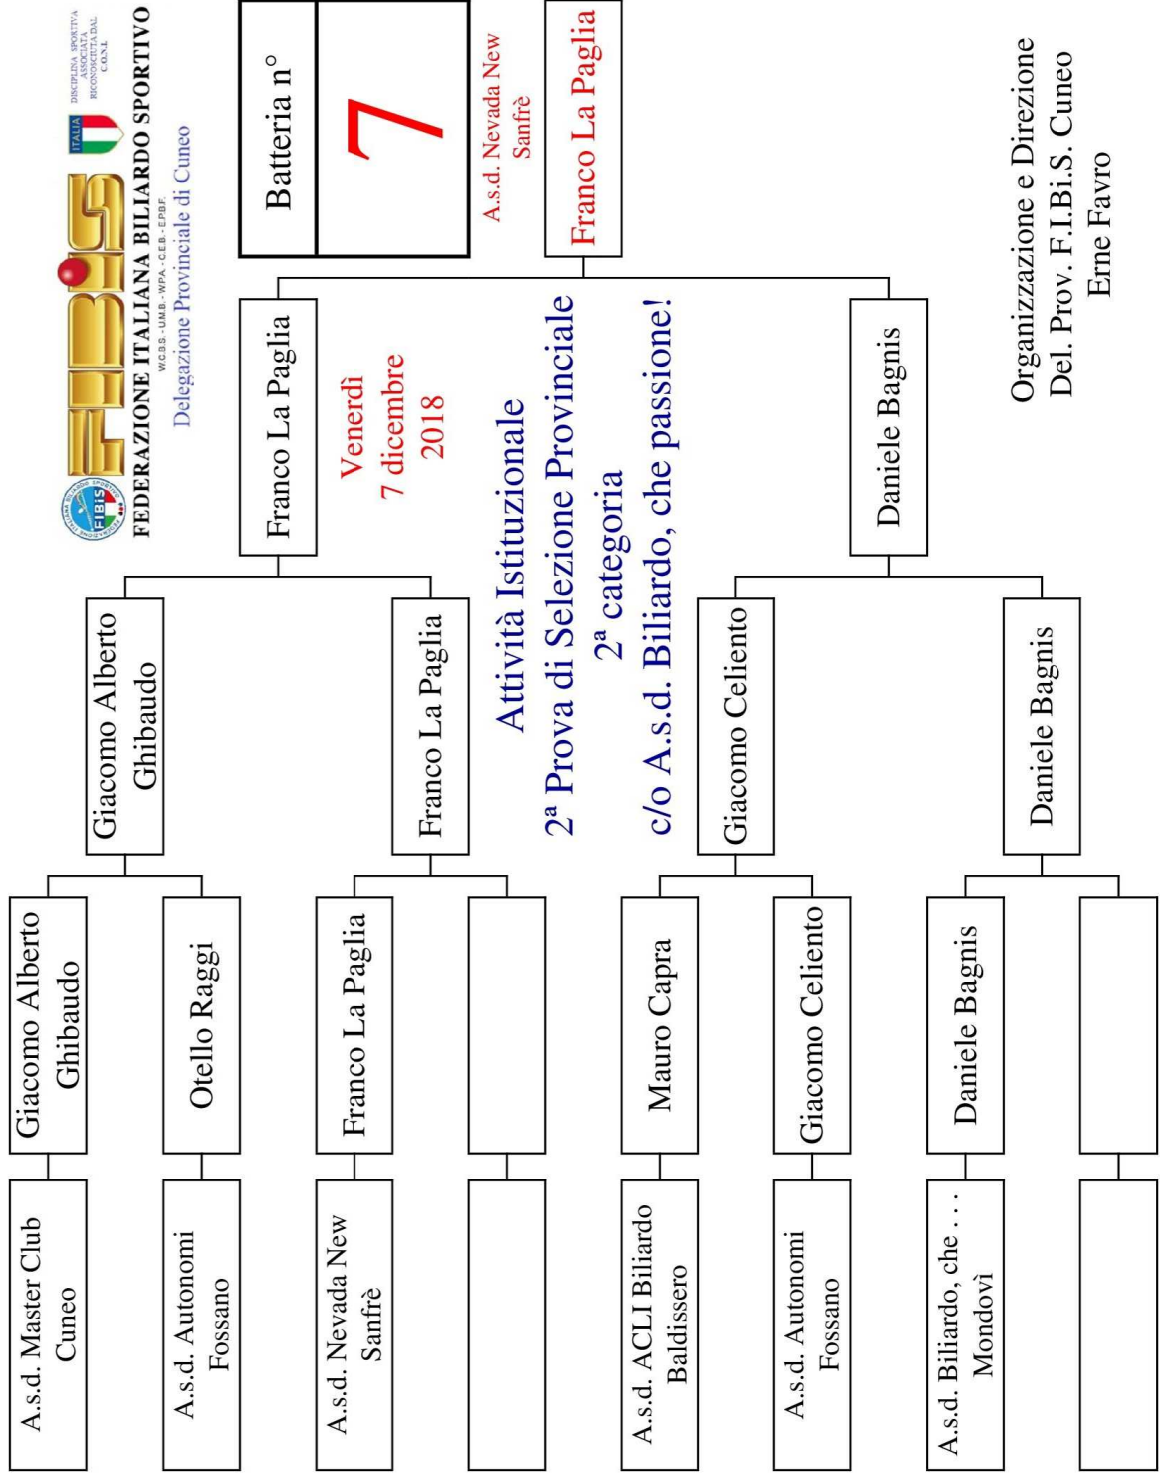 FIBIS
ITALIA
DISCIPLINA SPORTIVA
ASSOCIATA
RICONOSCIUTA DAL
C.O.N.I.
FEDERAZIONE ITALIANA BILIARDO SPORTIVO
W.C.B.S. - U.M.B. - W.P.A. - C.E.B. - E.P.B.F.
Delegazione Provinciale di Cuneo
Batteria n°
7
A.s.d. Nevada New
Sanfrè
Franco La Paglia
Franco La Paglia
Venerdì
7 dicembre
2018
Attività Istituzionale
2ª Prova di Selezione Provinciale
2ª categoria
c/o A.s.d. Biliardo, che passione!
Daniele Bagnis
Giacomo Alberto
Ghibaudo
Franco La Paglia
Giacomo Celiento
Daniele Bagnis
A.s.d. Master Club
Cuneo
Giacomo Alberto
Ghibaudo
A.s.d. Autonomi
Fossano
Otello Raggi
A.s.d. Nevada New
Sanfrè
Franco La Paglia
A.s.d. ACLI Biliardo
Baldissero
Mauro Capra
A.s.d. Autonomi
Fossano
Giacomo Celiento
A.s.d. Biliardo, che . . .
Mondovì
Daniele Bagnis
Organizzazione e Direzione
Del. Prov. F.I.Bi.S. Cuneo
Erne Favro